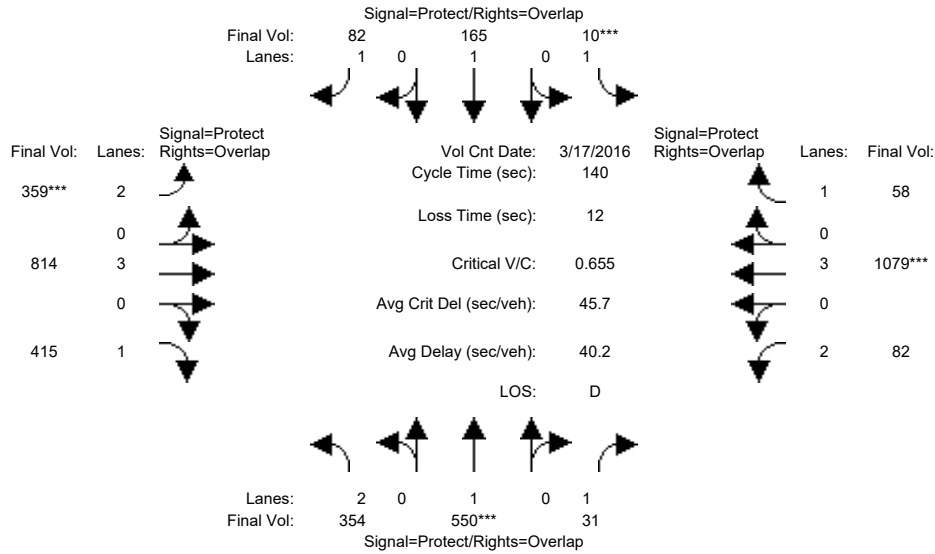 Signal=Protect/Rights=Overlap
Final Vol: 82 165 10***
Lanes: 1 0 1 0 1
Signal=Protect Signal=Protect
Final Vol: Lanes: Rights=Overlap Vol Cnt Date: 3/17/2016 Rights=Overlap Lanes: Final Vol:
Cycle Time (sec): 140
359*** 2 1 58
Loss Time (sec): 12
0 0
814 3 Critical V/C: 0.655 3 1079***
0 Avg Crit Del (sec/veh): 45.7 0
415 1 Avg Delay (sec/veh): 40.2 2 82
LOS: D
Lanes: 2 0 1 0 1
Final Vol: 354 550*** 31
Signal=Protect/Rights=Overlap